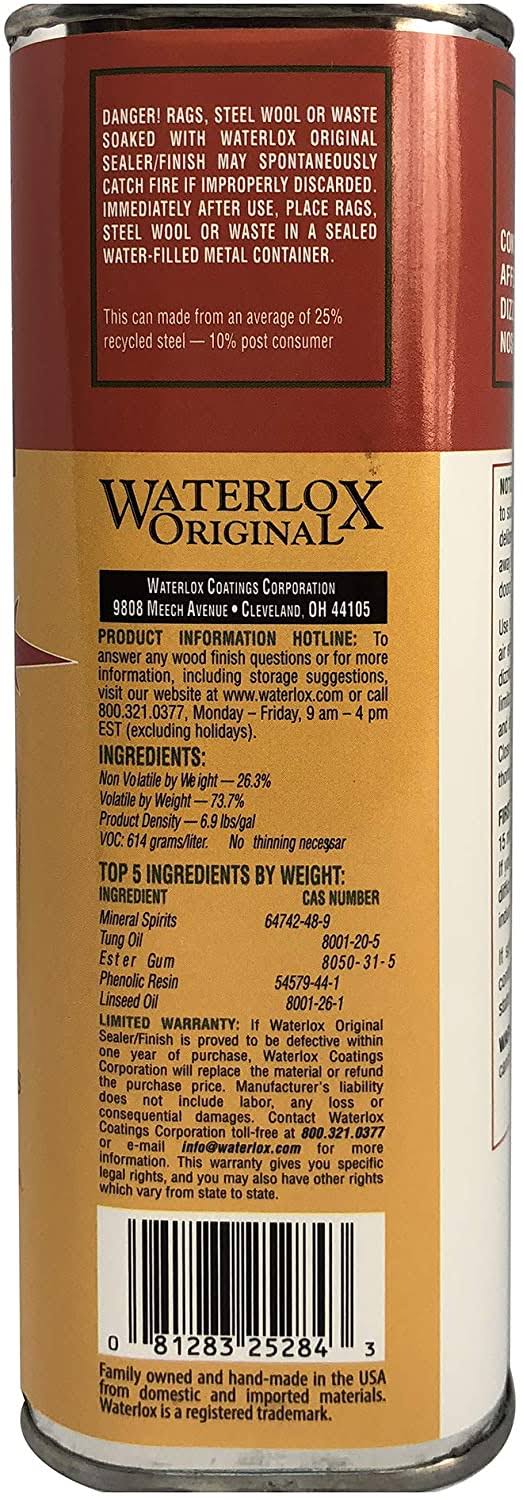 DANGER! RAGS, STEEL WOOL OR WASTE
SOAKED WITH WATERLOX ORIGINAL
SEALER/FINISH MAY SPONTANEOUSLY
CATCH FIRE IF IMPROPERLY DISCARDED.
IMMEDIATELY AFTER USE, PLACE RAGS,
STEEL WOOL OR WASTE IN A SEALED
WATER-FILLED METAL CONTAINER.
This can made from an average of 25%
recycled steel — 10% post consumer
WATERLOX
ORIGINAL
WATERLOX COATINGS CORPORATION
9808 MEECH AVENUE • CLEVELAND, OH 44105
PRODUCT INFORMATION HOTLINE: To
answer any wood finish questions or for more
information, including storage suggestions,
visit our website at www.waterlox.com or call
800.321.0377, Monday – Friday, 9 am – 4 pm
EST (excluding holidays).
INGREDIENTS:
Non Volatile by Weight — 26.3%
Volatile by Weight — 73.7%
Product Density — 6.9 lbs/gal
VOC: 614 grams/liter. No thinning necessar
TOP 5 INGREDIENTS BY WEIGHT:
INGREDIENT CAS NUMBER
Mineral Spirits 64742-48-9
Tung Oil 8001-20-5
Ester Gum 8050-31-5
Phenolic Resin 54579-44-1
Linseed Oil 8001-26-1
LIMITED WARRANTY: If Waterlox Original
Sealer/Finish is proved to be defective within
one year of purchase, Waterlox Coatings
Corporation will replace the material or refund
the purchase price. Manufacturer's liability
does not include labor, any loss or
consequential damages. Contact Waterlox
Coatings Corporation toll-free at 800.321.0377
or e-mail info@waterlox.com for more
information. This warranty gives you specific
legal rights, and you may also have other rights
which vary from state to state.
0 81283 25284 3
Family owned and hand-made in the USA
from domestic and imported materials.
Waterlox is a registered trademark.